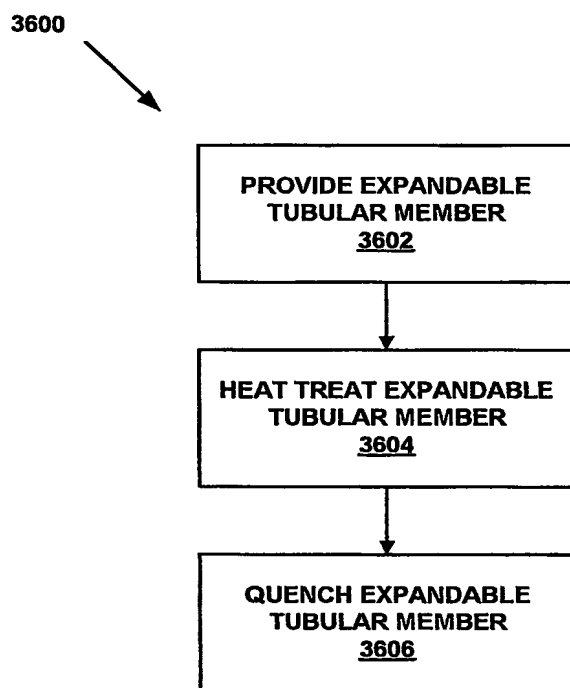 3600
PROVIDE EXPANDABLE
TUBULAR MEMBER
3602
HEAT TREAT EXPANDABLE
TUBULAR MEMBER
3604
QUENCH EXPANDABLE
TUBULAR MEMBER
3606